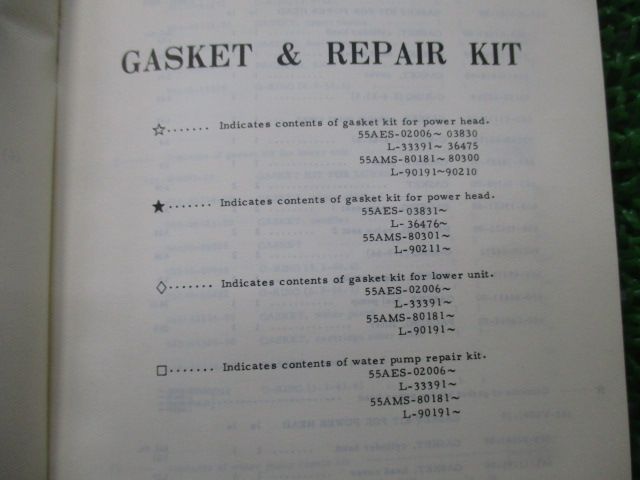 GASKET & REPAIR KIT
☆....... Indicates contents of gasket kit for power head.
55AES-02006~ 03830
L-33391~ 36475
55AMS-80181~ 80300
L-90191~90210
★....... Indicates contents of gasket kit for power head.
55AES-03831~
L-36476~
55AMS-80301~
L-90211~
◇....... Indicates contents of gasket kit for lower unit.
55AES-02006~
L-33391~
55AMS-80181~
L-90191~
□....... Indicates contents of water pump repair kit.
55AES-02006~
L-33391~
55AMS-80181~
L-90191~